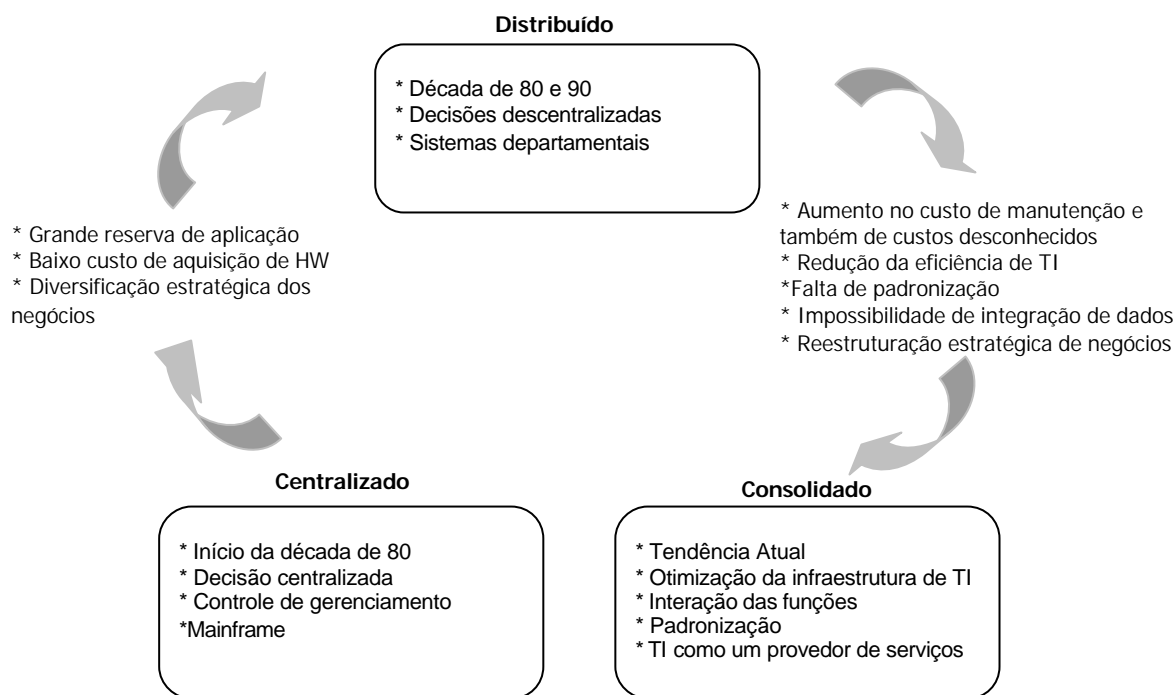 Distribuído
* Década de 80 e 90
* Decisões descentralizadas
* Sistemas departamentais
* Grande reserva de aplicação
* Baixo custo de aquisição de HW
* Diversificação estratégica dos
negócios
* Aumento no custo de manutenção e
também de custos desconhecidos
* Redução da eficiência de TI
*Falta de padronização
* Impossibilidade de integração de dados
* Reestruturação estratégica de negócios
Centralizado
* Início da década de 80
* Decisão centralizada
* Controle de gerenciamento
*Mainframe
Consolidado
* Tendência Atual
* Otimização da infraestrutura de TI
* Interação das funções
* Padronização
* TI como um provedor de serviços